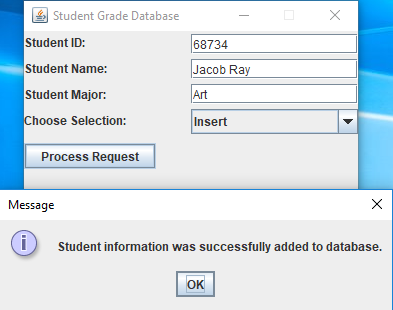 Student Grade Database
Student ID: 68734
Student Name: Jacob Ray
Student Major: Art
Choose Selection: Insert
Process Request
Message
Student information was successfully added to database.
OK